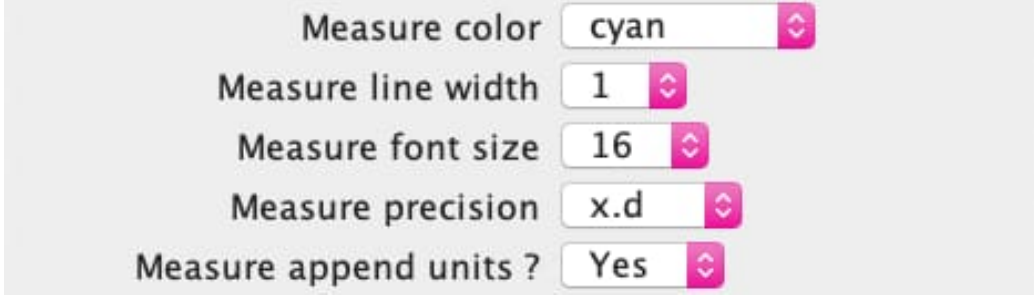 Measure color cyan
Measure line width 1
Measure font size 16
Measure precision x.d
Measure append units ? Yes